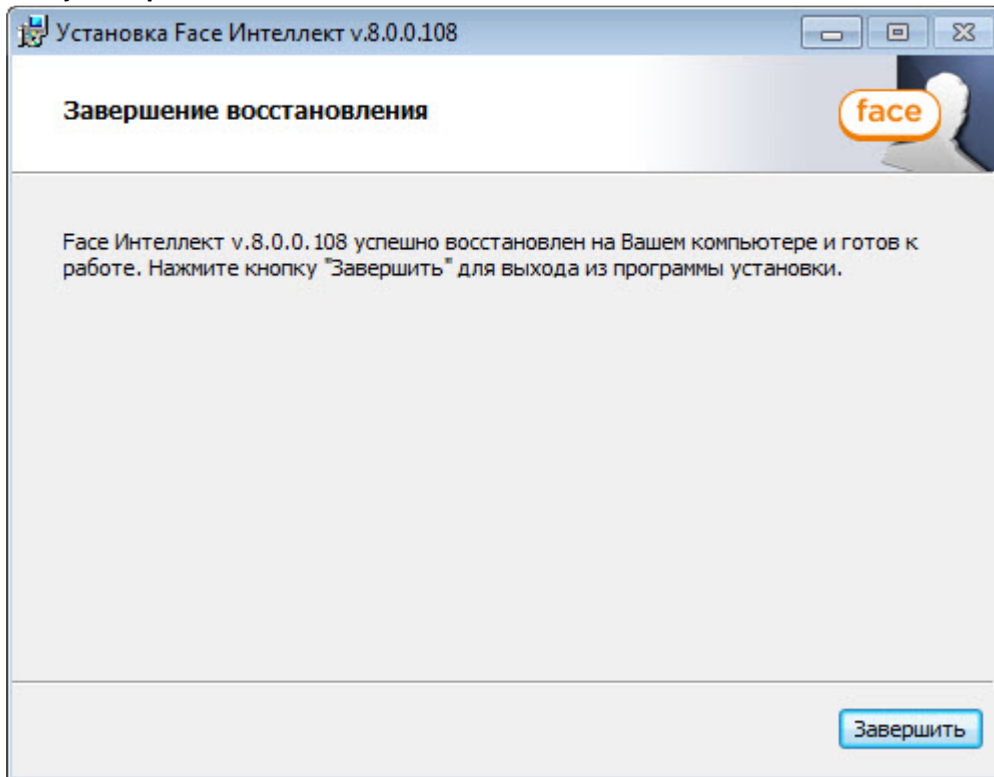 Установка Face Интеллект v.8.0.0.108
Завершение восстановления
face
Face Интеллект v.8.0.0.108 успешно восстановлен на Вашем компьютере и готов к
работе. Нажмите кнопку "Завершить" для выхода из программы установки.
Завершить